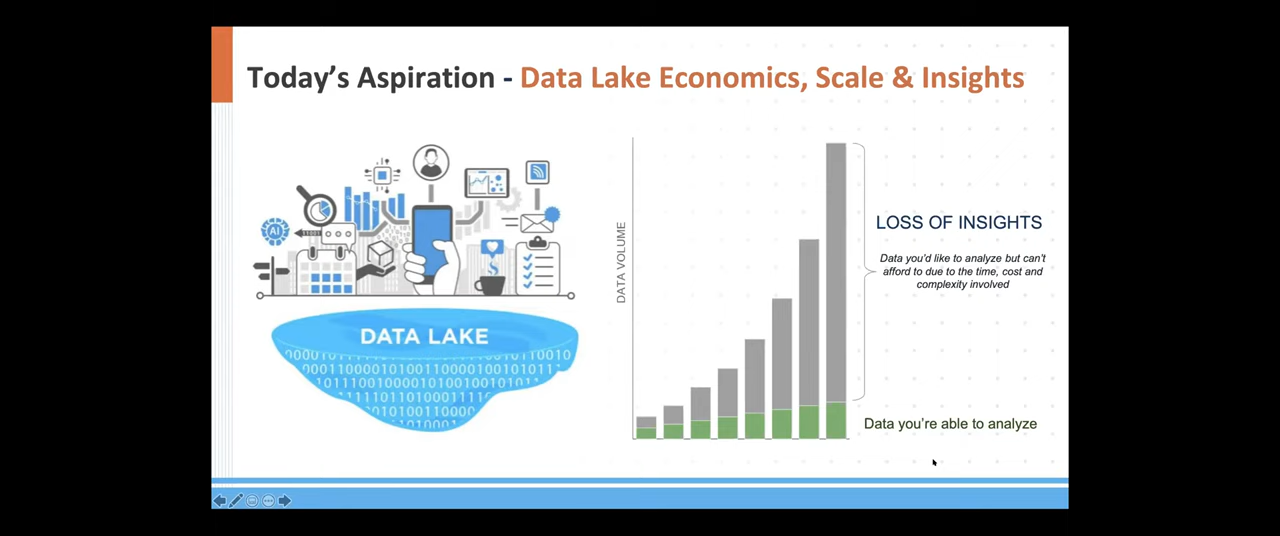 Today's Aspiration - Data Lake Economics, Scale & Insights
AI
DATA LAKE
DATA VOLUME
LOSS OF INSIGHTS
Data you'd like to analyze but can't
afford to due to the time, cost and
complexity involved
Data you're able to analyze